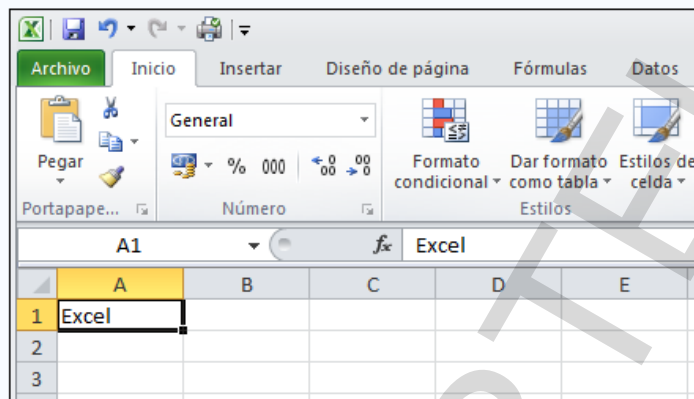 Archivo Inicio Insertar Diseño de página Fórmulas Datos
General
Pegar % 000 Formato condicional Dar formato como tabla Estilos de celda
Portapape... Número Estilos
A1 fx Excel
A B C D E
1 Excel
2
3